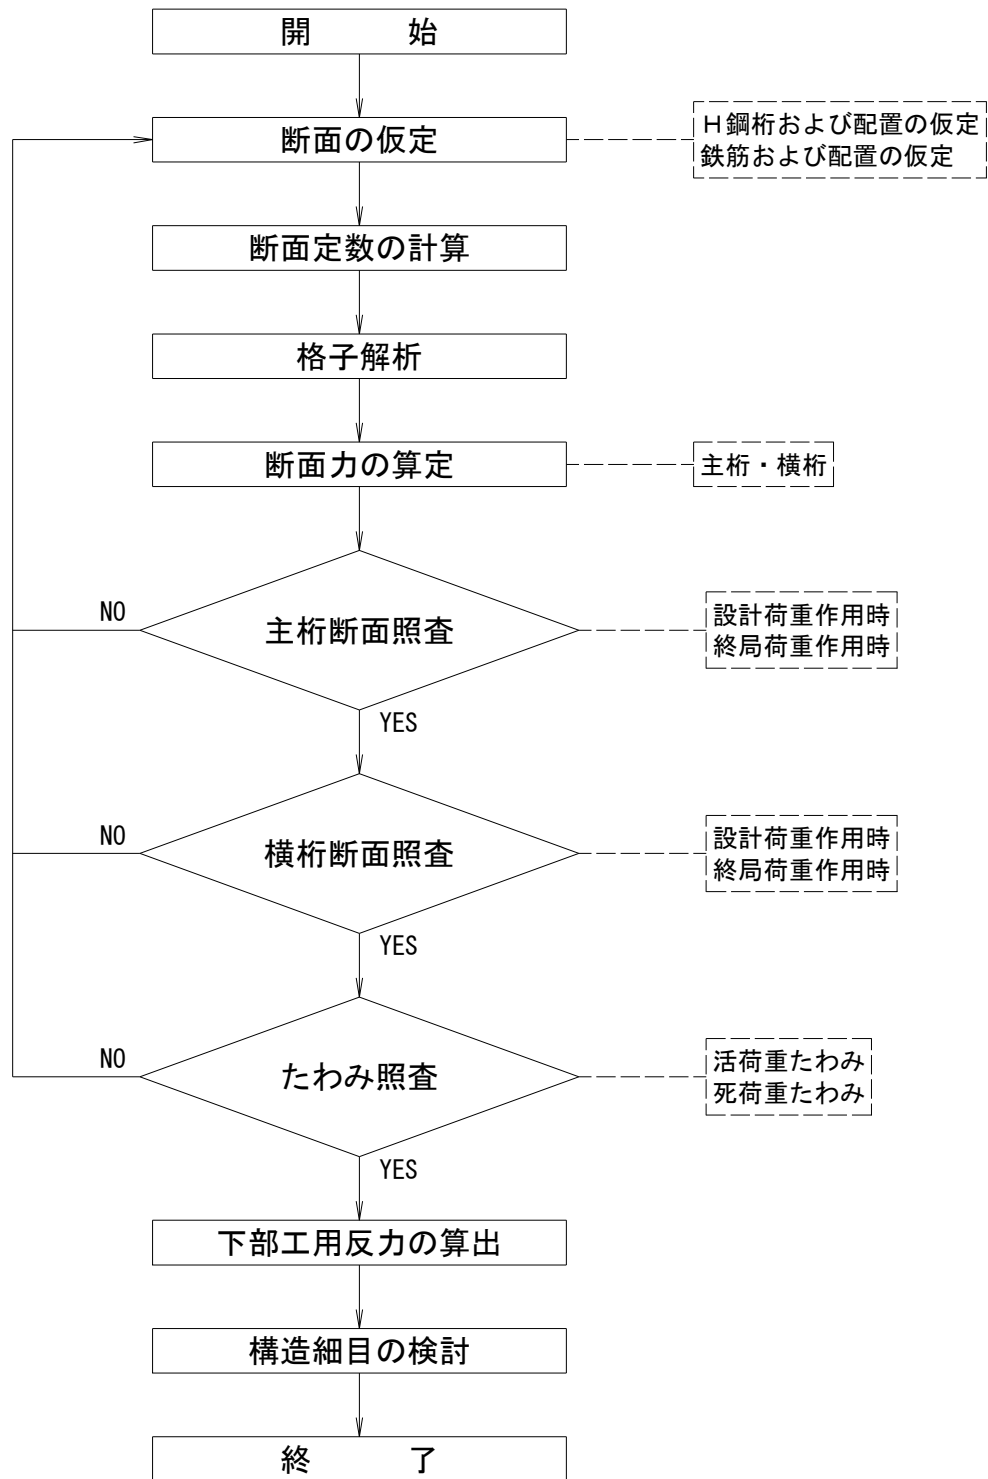 開　　始
断面の仮定
H鋼桁および配置の仮定
鉄筋および配置の仮定
断面定数の計算
格子解析
断面力の算定
主桁・横桁
NO
主桁断面照査
設計荷重作用時
終局荷重作用時
YES
NO
横桁断面照査
設計荷重作用時
終局荷重作用時
YES
NO
たわみ照査
活荷重たわみ
死荷重たわみ
YES
下部工用反力の算出
構造細目の検討
終　　了